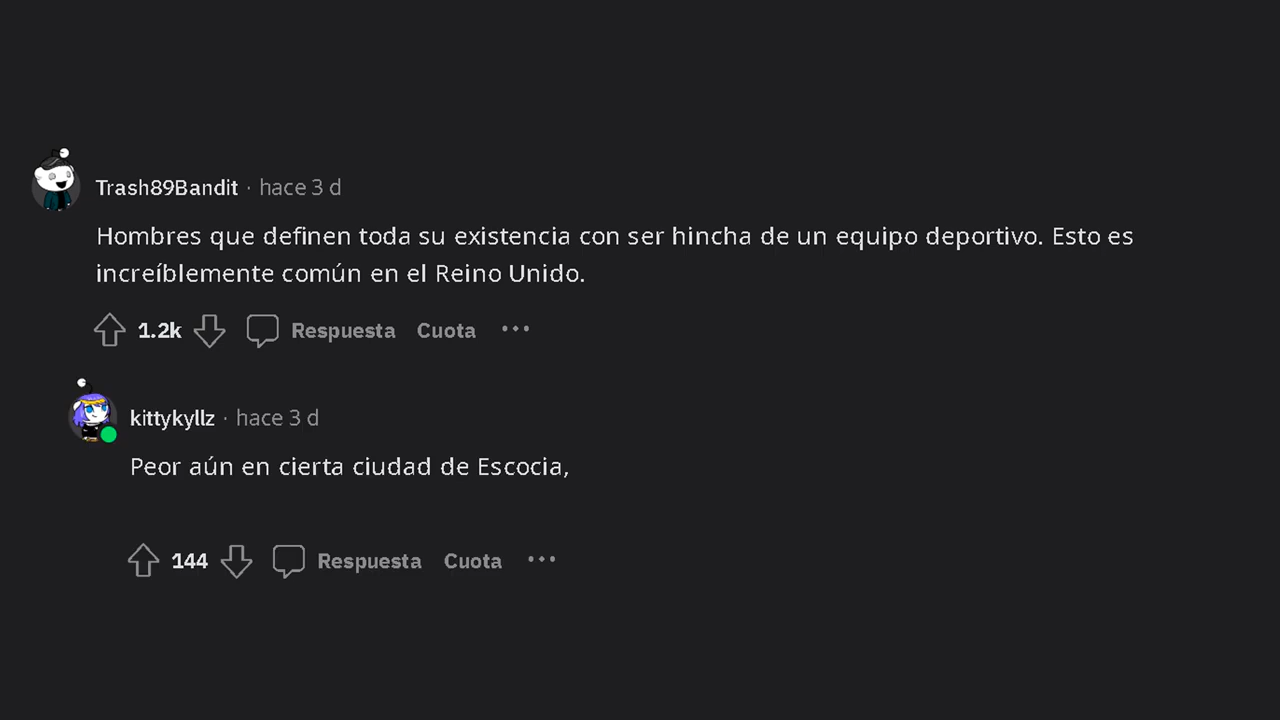 Trash89Bandit · hace 3 d
Hombres que definen toda su existencia con ser hincha de un equipo deportivo. Esto es
increíblemente común en el Reino Unido.
1.2k Respuesta Cuota ...
kittykyllz · hace 3 d
Peor aún en cierta ciudad de Escocia,
144 Respuesta Cuota ...